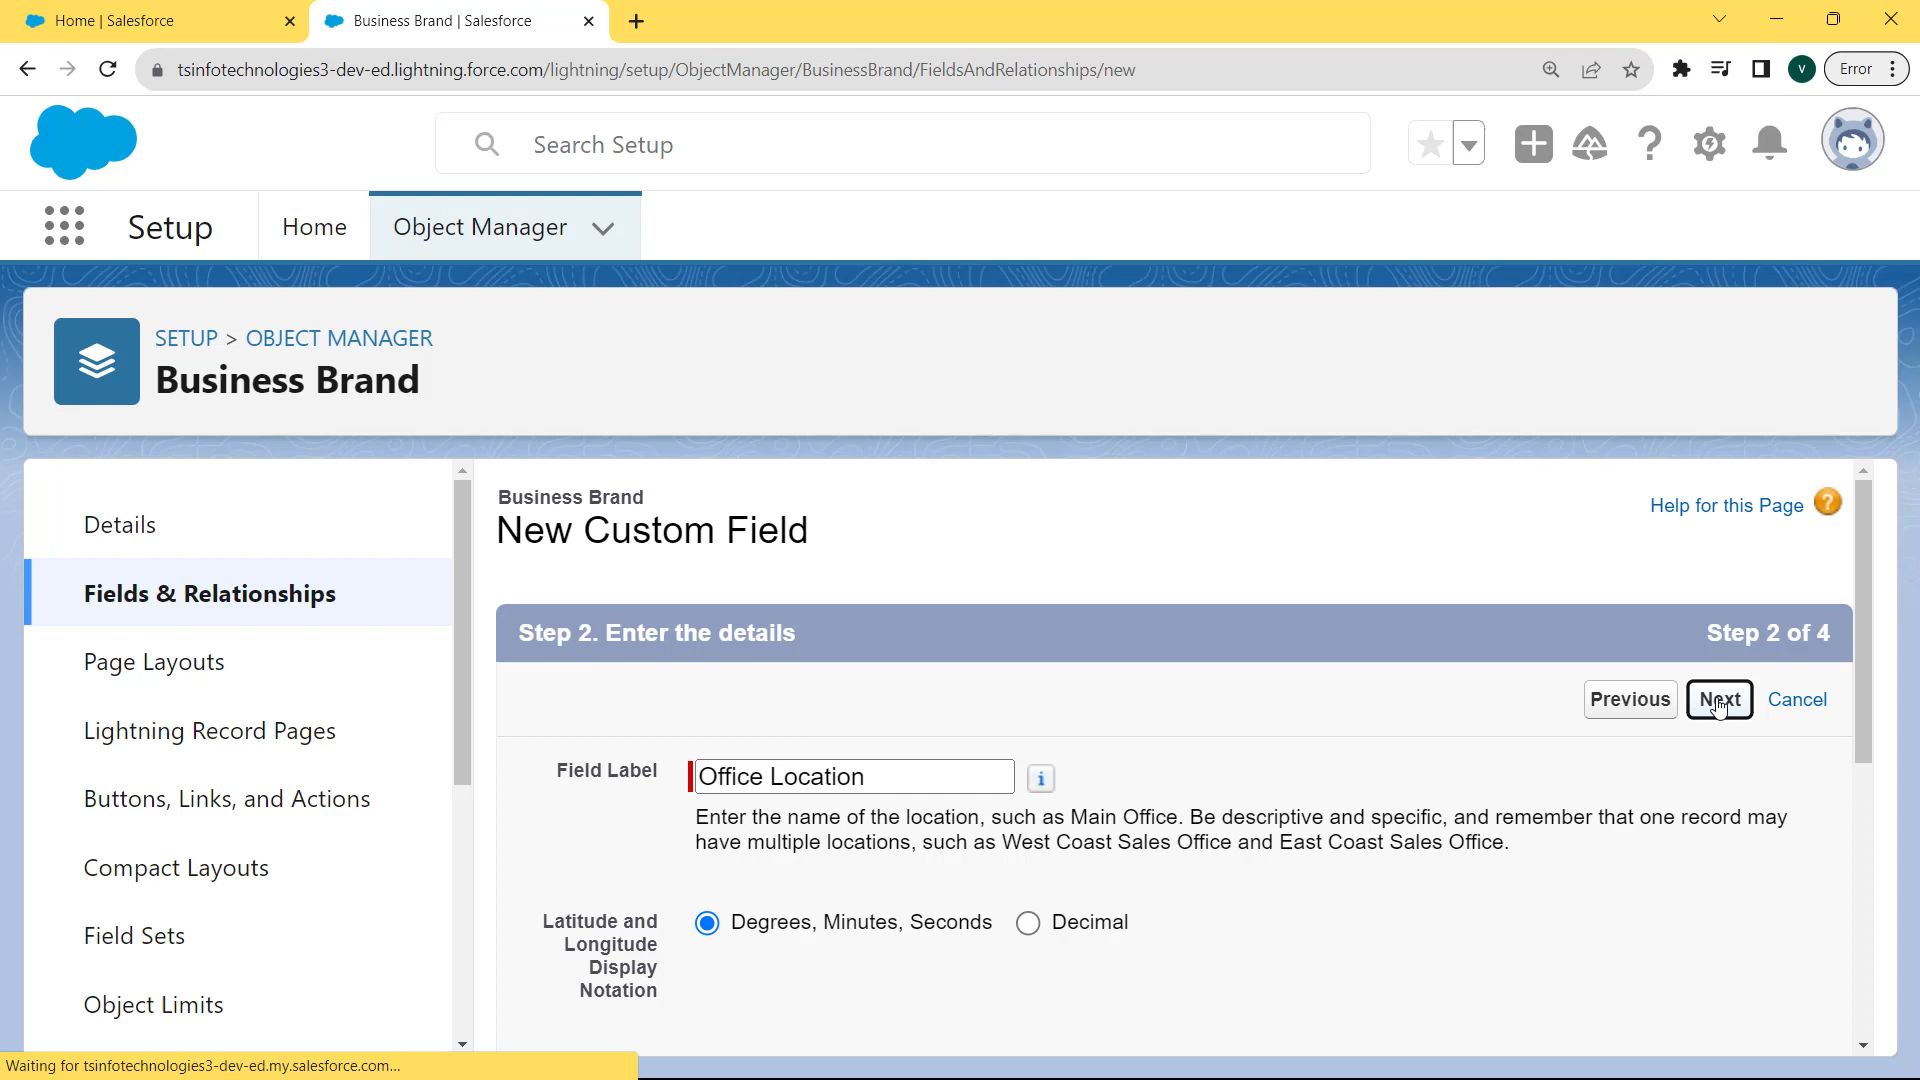 Home | Salesforce
Business Brand | Salesforce
tsinfotechnologies3-dev-ed.lightning.force.com/lightning/setup/ObjectManager/BusinessBrand/FieldsAndRelationships/new
V
Error
Search Setup
Setup
Home
Object Manager
SETUP > OBJECT MANAGER
Business Brand
Details
Fields & Relationships
Page Layouts
Lightning Record Pages
Buttons, Links, and Actions
Compact Layouts
Field Sets
Object Limits
Business Brand
New Custom Field
Help for this Page ?
Step 2. Enter the details
Step 2 of 4
Previous
Next
Cancel
Field Label
Office Location
i
Enter the name of the location, such as Main Office. Be descriptive and specific, and remember that one record may
have multiple locations, such as West Coast Sales Office and East Coast Sales Office.
Latitude and
Longitude
Display
Notation
Degrees, Minutes, Seconds
Decimal
Waiting for tsinfotechnologies3-dev-ed.my.salesforce.com...